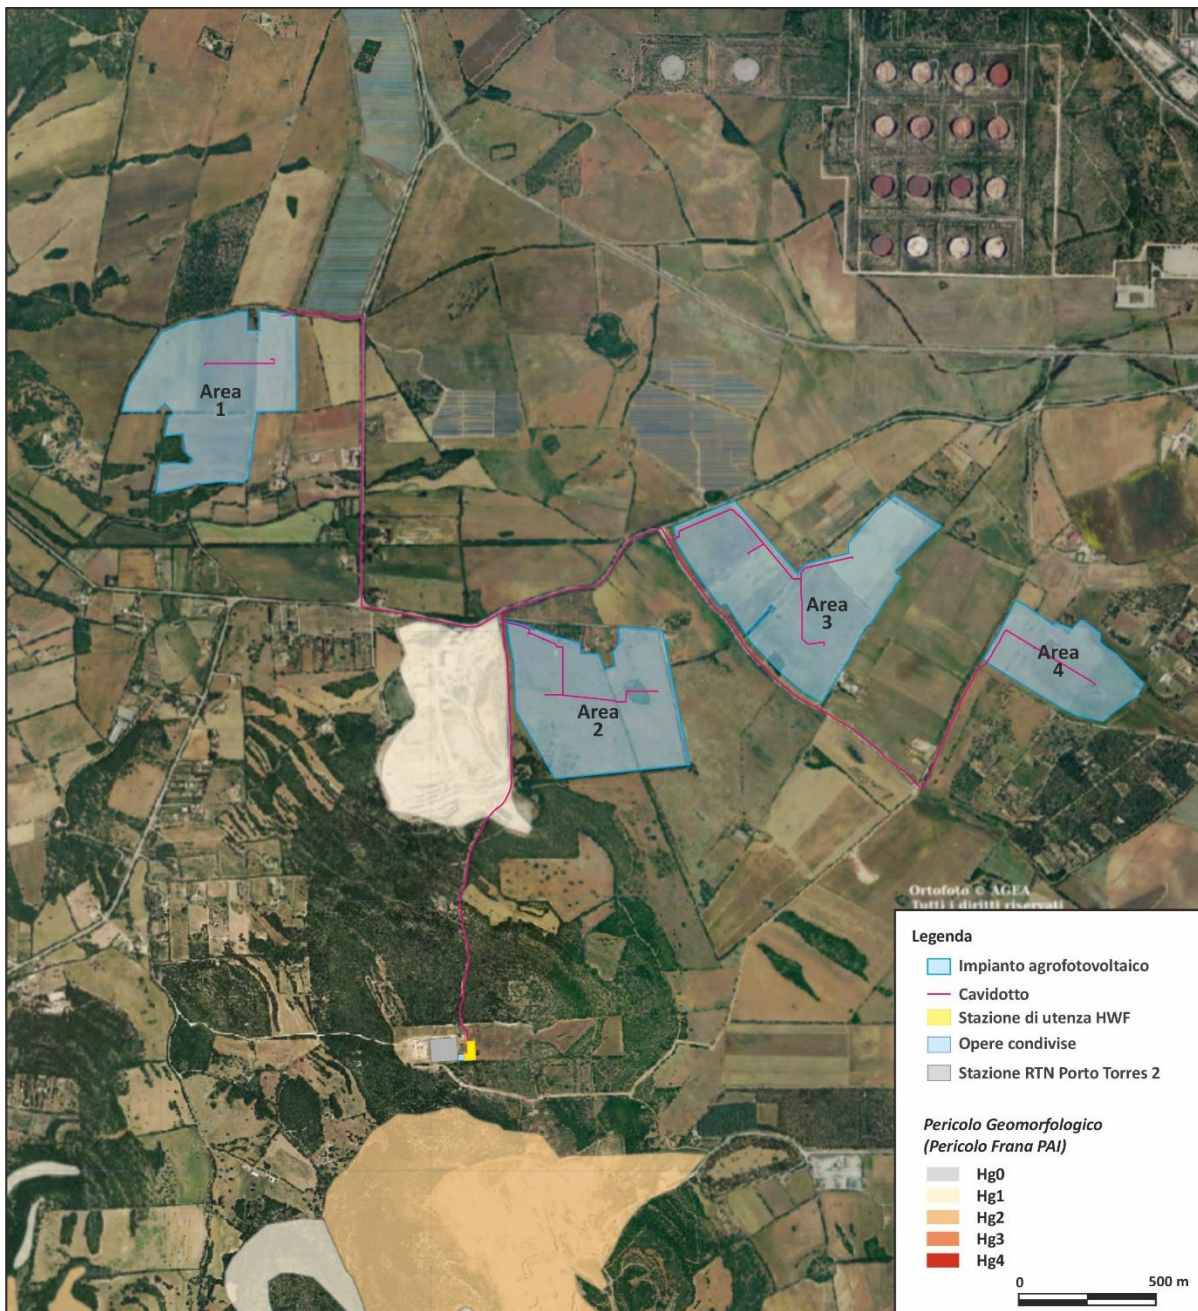 Area
1
Area
3
Area
4
Area
2
Ortofoto © AGEA
Tutti i diritti riservati
Legenda
Impianto agrofotovoltaico
Cavidotto
Stazione di utenza HWF
Opere condivise
Stazione RTN Porto Torres 2
Pericolo Geomorfologico
(Pericolo Frana PAI)
Hg0
Hg1
Hg2
Hg3
Hg4
0 500 m